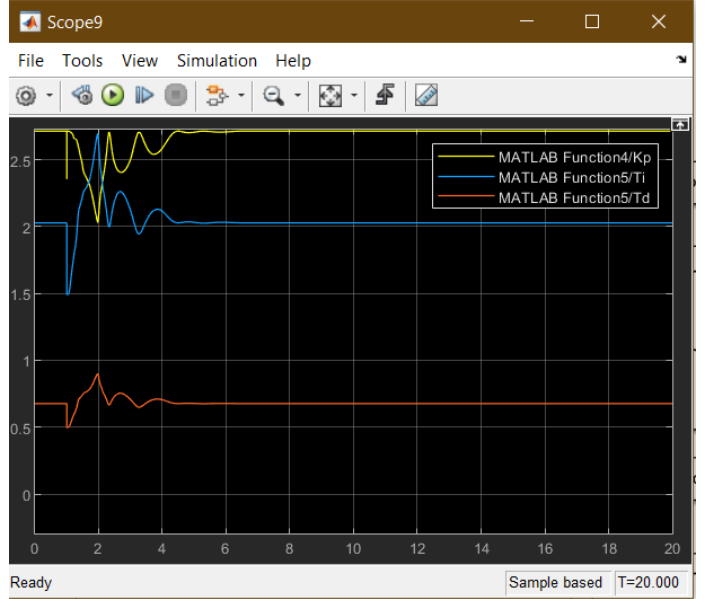 Scope9
File Tools View Simulation Help
MATLAB Function4/Kp
MATLAB Function5/Ti
MATLAB Function5/Td
2.5
2
1.5
1
0.5
0
0 2 4 6 8 10 12 14 16 18 20
Ready Sample based T=20.000